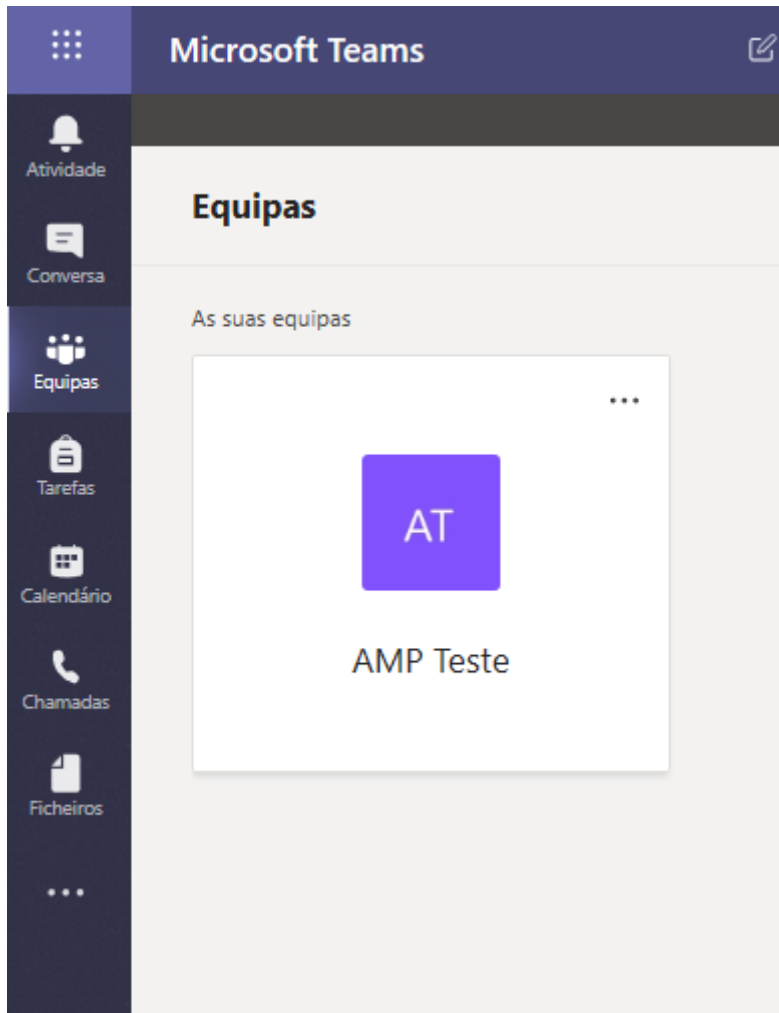 Microsoft Teams
Atividade
Conversa
Equipas
Tarefas
Calendário
Chamadas
Ficheiros
Equipas
As suas equipas
AT
AMP Teste